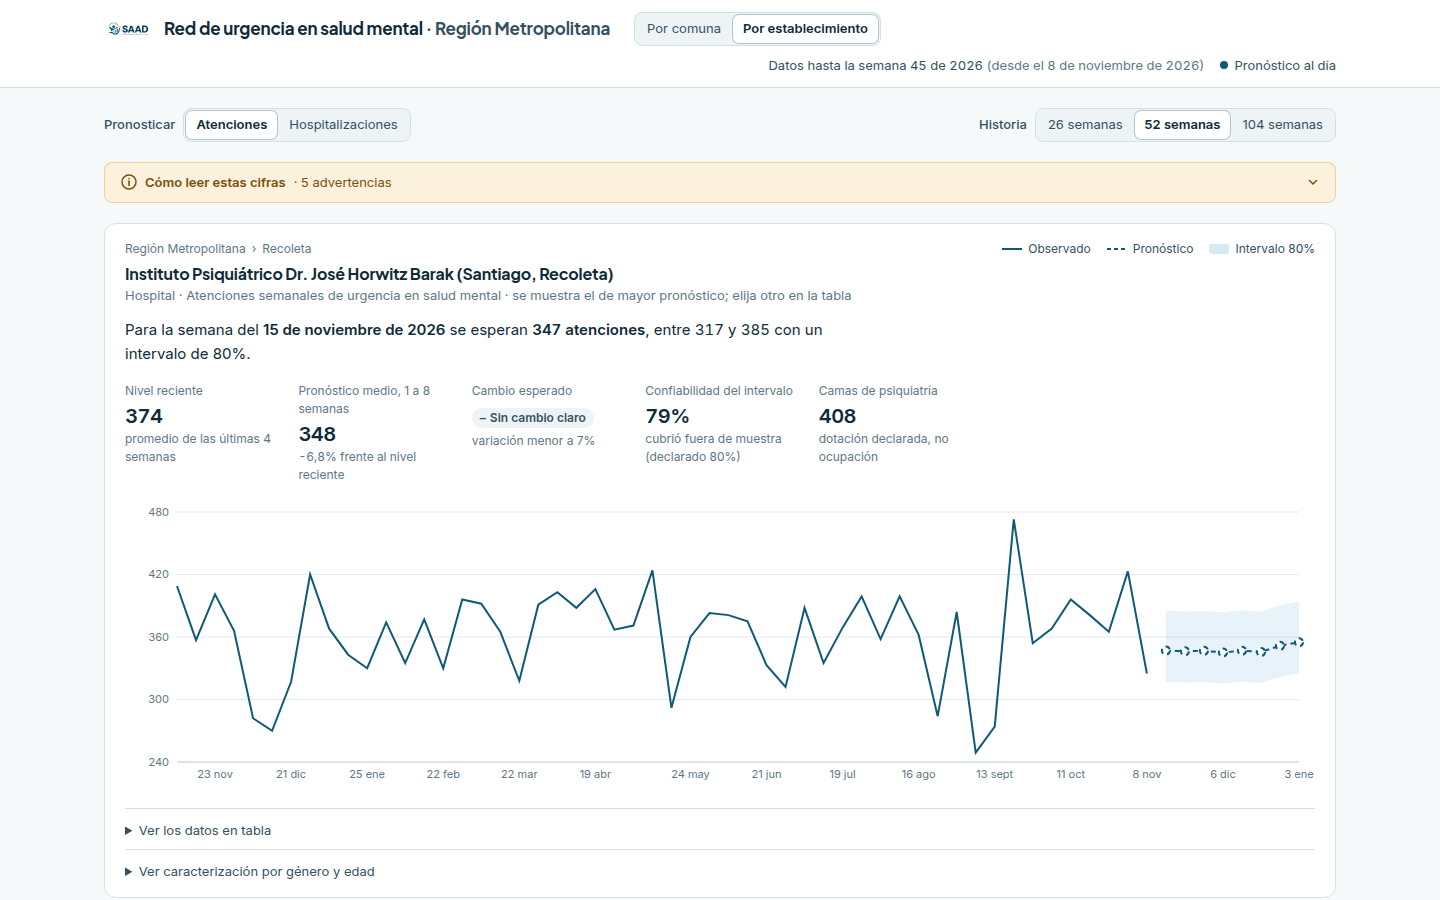 SAAD
Red de urgencia en salud mental · Región Metropolitana
Por comuna
Por establecimiento
Datos hasta la semana 45 de 2026 (desde el 8 de noviembre de 2026)
Pronóstico al día
Pronosticar
Atenciones
Hospitalizaciones
Historia
26 semanas
52 semanas
104 semanas
Cómo leer estas cifras · 5 advertencias
Región Metropolitana › Recoleta
Observado
Pronóstico
Intervalo 80%
Instituto Psiquiátrico Dr. José Horwitz Barak (Santiago, Recoleta)
Hospital · Atenciones semanales de urgencia en salud mental · se muestra el de mayor pronóstico; elija otro en la tabla
Para la semana del 15 de noviembre de 2026 se esperan 347 atenciones, entre 317 y 385 con un
intervalo de 80%.
Nivel reciente
374
promedio de las últimas 4
semanas
Pronóstico medio, 1 a 8
semanas
348
-6,8% frente al nivel
reciente
Cambio esperado
– Sin cambio claro
variación menor a 7%
Confiabilidad del intervalo
79%
cubrió fuera de muestra
(declarado 80%)
Camas de psiquiatría
408
dotación declarada, no
ocupación
480
420
360
300
240
23 nov
21 dic
25 ene
22 feb
22 mar
19 abr
24 may
21 jun
19 jul
16 ago
13 sept
11 oct
8 nov
6 dic
3 ene
Ver los datos en tabla
Ver caracterización por género y edad